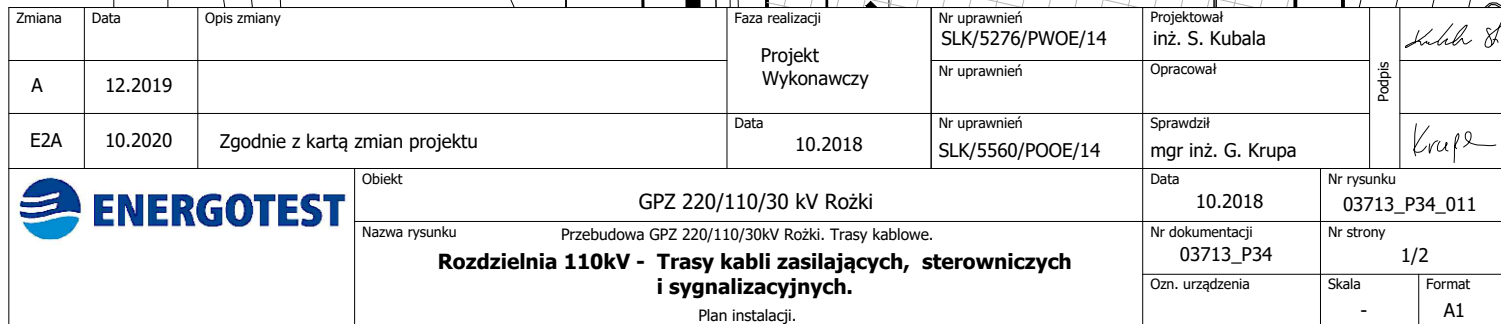 Zmiana Data Opis zmiany Faza realizacji Nr uprawnień Projektował
SLK/5276/PWOE/14 inż. S. Kubala
Projekt
Wykonawczy
A 12.2019 Nr uprawnień Opracował
Podpis
E2A 10.2020 Zgodnie z kartą zmian projektu Data 10.2018 Nr uprawnień SLK/5560/POOE/14 Sprawdził mgr inż. G. Krupa Krupa
ENERGOTEST
Obiekt
GPZ 220/110/30 kV Rożki
Data
10.2018
Nr rysunku
03713_P34_011
Nazwa rysunku
Przebudowa GPZ 220/110/30kV Rożki. Trasy kablowe.
Rozdzielnia 110kV - Trasy kabli zasilających, sterowniczych
i sygnalizacyjnych.
Plan instalacji.
Nr dokumentacji
03713_P34
Nr strony
1/2
Ozn. urządzenia
Skala
-
Format
A1